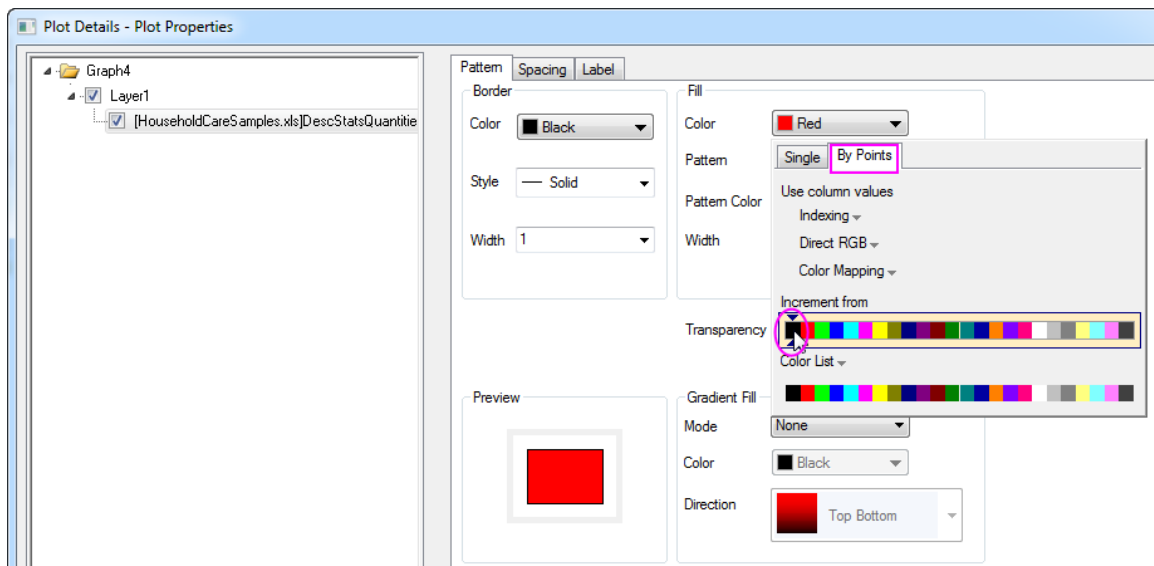 Plot Details - Plot Properties
Graph4
Layer1
[HouseholdCareSamples.xls]DescStatsQuantitie
Pattern Spacing Label
Border
Color Black
Style Solid
Width 1
Fill
Color Red
Pattern
Pattern Color
Width
Single By Points
Use column values
Indexing
Direct RGB
Color Mapping
Increment from
Color List
Transparency
Preview
Gradient Fill
Mode None
Color Black
Direction Top Bottom